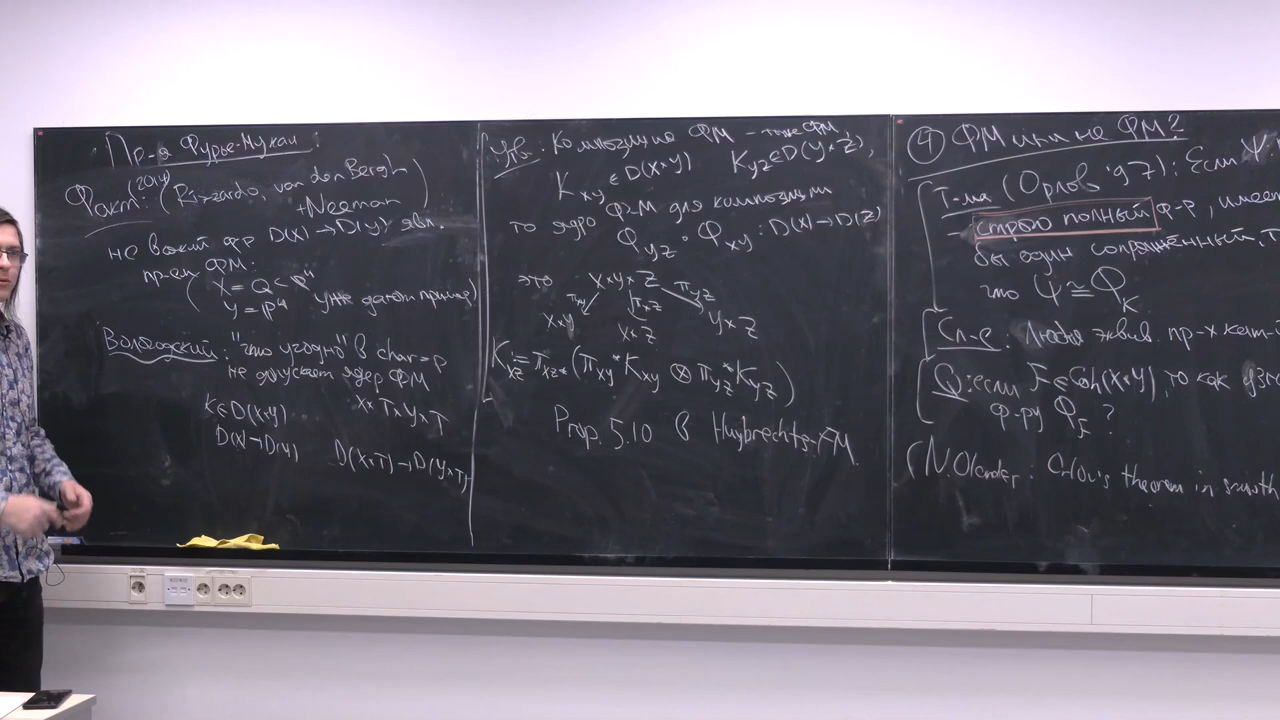 Пр-я Фурье-Мукаи:
Факт: (2014) (Rizzardo, van den Bergh
+Neeman)
не всякий ф-р D(X)→D(Y) явл.
пр-ем ФМ.
(X = Q ⊂ P⁴
Y = P⁴ уже даёт пример)
Вологодский: "что угодно" в char=p
не допускает ядер ФМ
K∈D(X×Y) X×T×Y×T
D(X)→D(Y) D(X×T)→D(Y×T)
Утв.: Композиция ФМ – тоже ФМ,
K_XY ∈ D(X×Y) K_YZ ∈ D(Y×Z),
то ядро ФМ для композиции
Φ_YZ ∘ Φ_XY : D(X)→D(Z)
это X×Y×Z
π_XY π_XZ π_YZ
X×Y X×Z Y×Z
K_XZ := π_XZ* (π_XY^* K_XY ⊗ π_YZ^* K_YZ)
Prop. 5.10 в Huybrechts, FM.
④ ФМ или не ФМ?
Т-ма (Орлов '97): Если Ψ:
строго полный ф-р, имеет
бы один сопряжённый, т
что Ψ ≅ Φ_K
Сл-е: Любая эквив. пр-х кат-
Q: если F∈Coh(X×Y), то как узн
ф-ру Φ_F ?
(N.Olander: Orlov's theorem in smooth